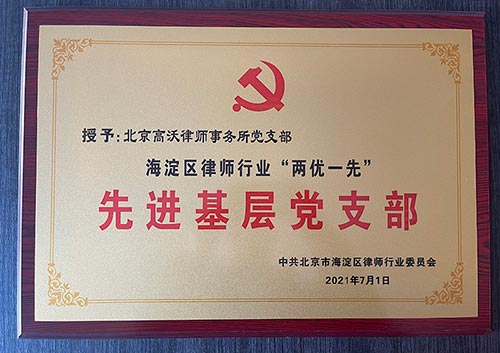 授予:北京高沃律师事务所党支部
海淀区律师行业“两优一先”
先进基层党支部
中共北京市海淀区律师行业委员会
2021年7月1日